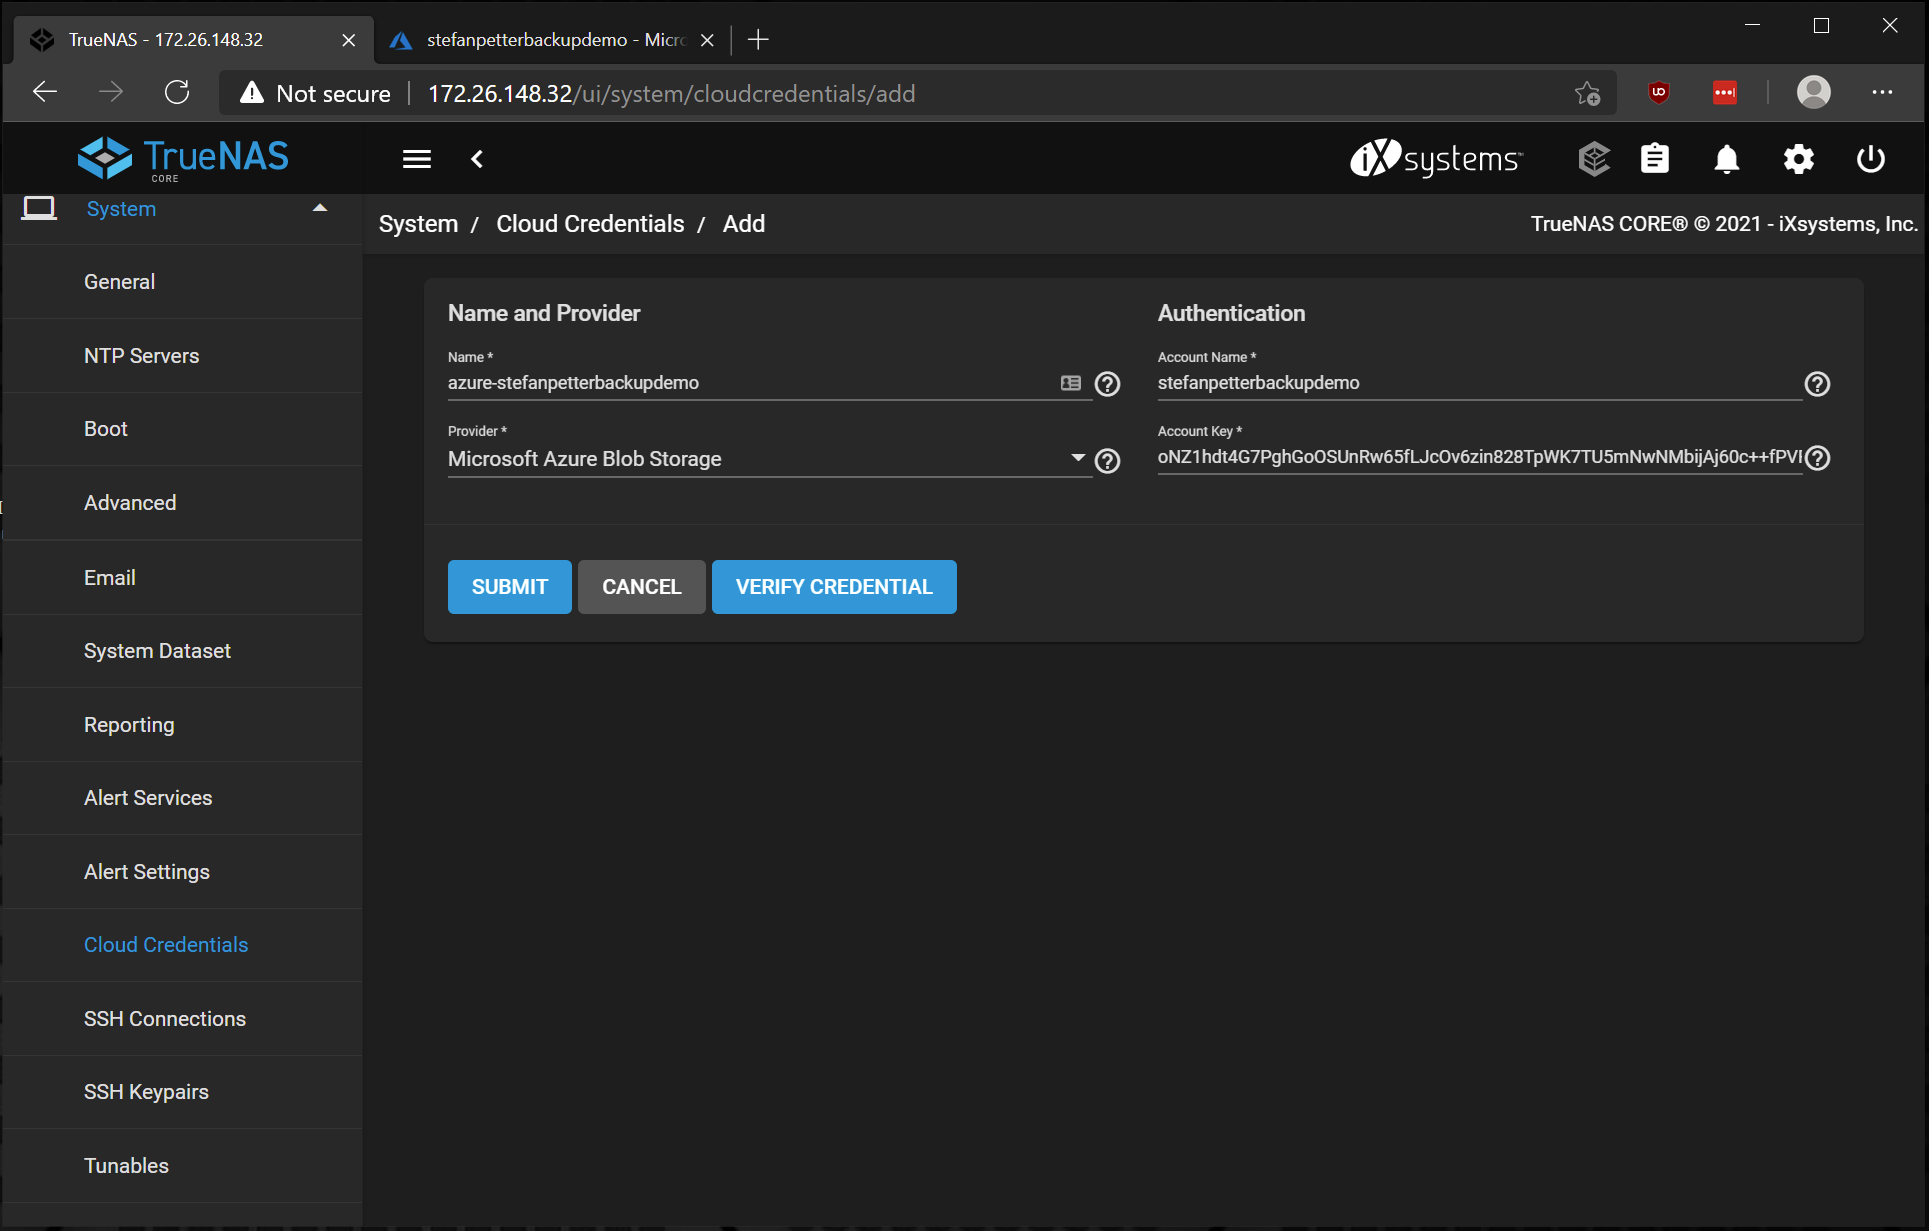 TrueNAS - 172.26.148.32
stefanpetterbackupdemo - Micr
Not secure
172.26.148.32/ui/system/cloudcredentials/add
TrueNAS
CORE
iXsystems
System
System / Cloud Credentials / Add
TrueNAS CORE® © 2021 - iXsystems, Inc.
General
NTP Servers
Boot
Advanced
Email
System Dataset
Reporting
Alert Services
Alert Settings
Cloud Credentials
SSH Connections
SSH Keypairs
Tunables
Name and Provider
Name *
azure-stefanpetterbackupdemo
Provider *
Microsoft Azure Blob Storage
Authentication
Account Name *
stefanpetterbackupdemo
Account Key *
oNZ1hdt4G7PghGoOSUnRw65fLJcOv6zin828TpWK7TU5mNwNMbijAj60c++fPV
SUBMIT
CANCEL
VERIFY CREDENTIAL